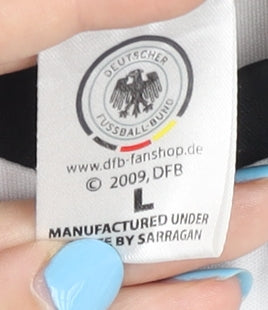 DEUTSCHER
FUSSBALL-BUND
www.dfb-fanshop.de
© 2009, DFB
L
MANUFACTURED UNDER
BY SARRAGAN